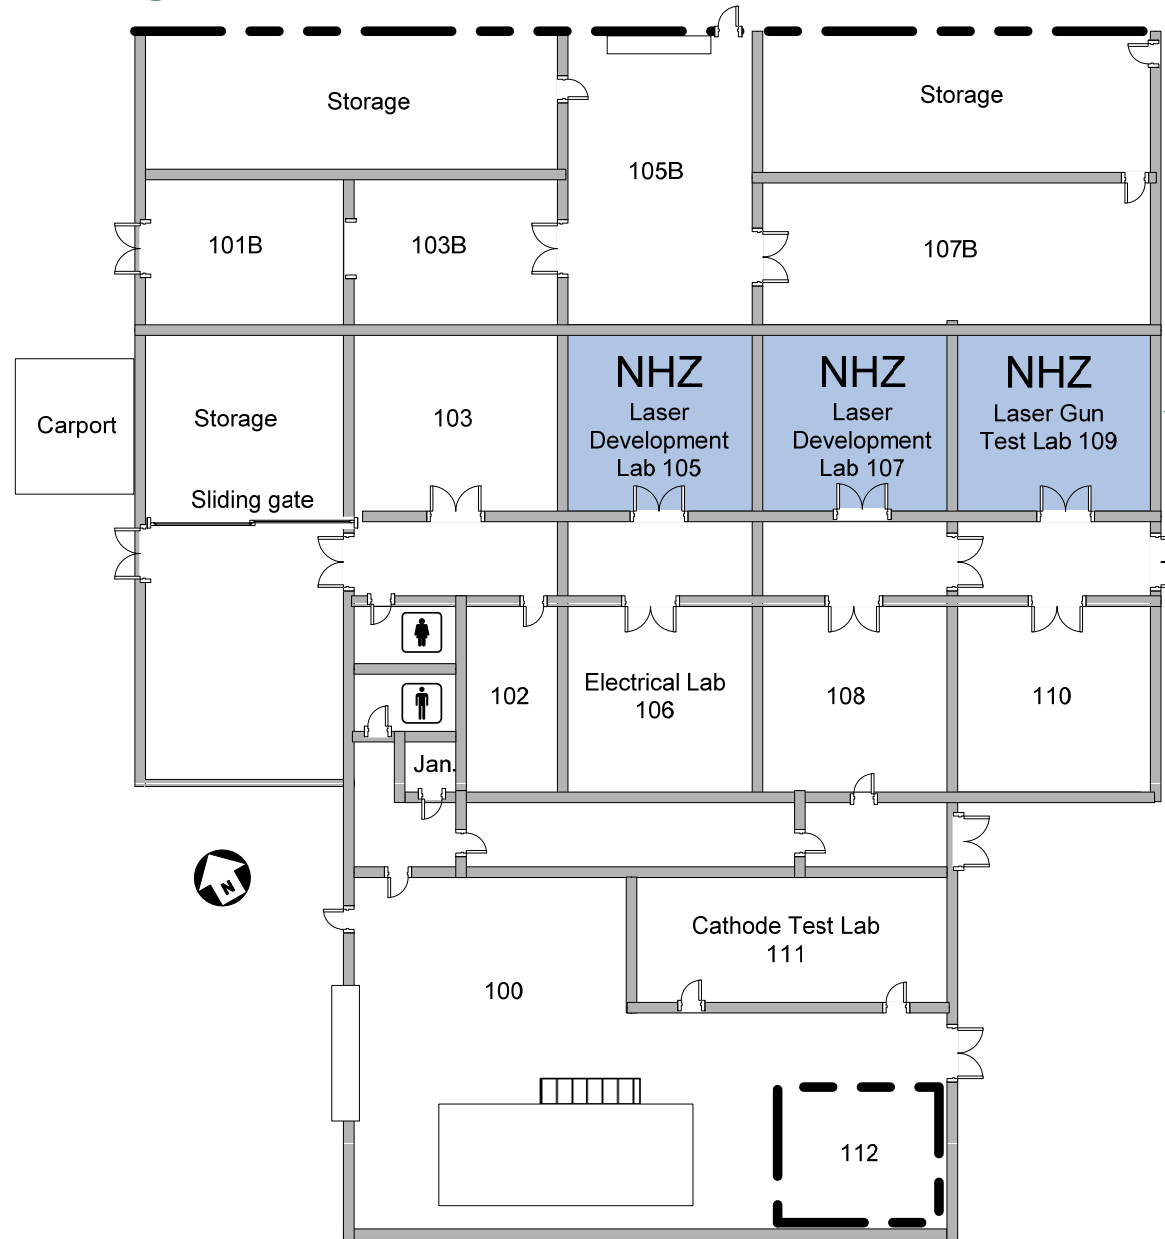 Storage
Storage
105B
101B
103B
107B
NHZ
Laser
Development
Lab 105
NHZ
Laser
Development
Lab 107
NHZ
Laser Gun
Test Lab 109
Carport
Storage
103
Sliding gate
102
Electrical Lab
106
108
110
Jan.
N
Cathode Test Lab
111
100
112